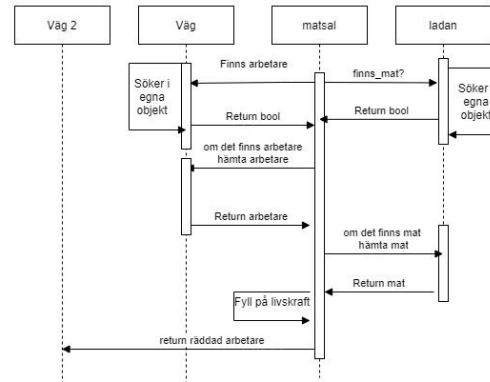 Väg 2
Väg
matsal
ladan
Finns arbetare
finns_mat?
Söker i
egna
objekt
Söker i
egna
objekt
Return bool
Return bool
om det finns arbetare
hämta arbetare
Return arbetare
om det finns mat
hämta mat
Return mat
Fyll på livskraft
return räddad arbetare